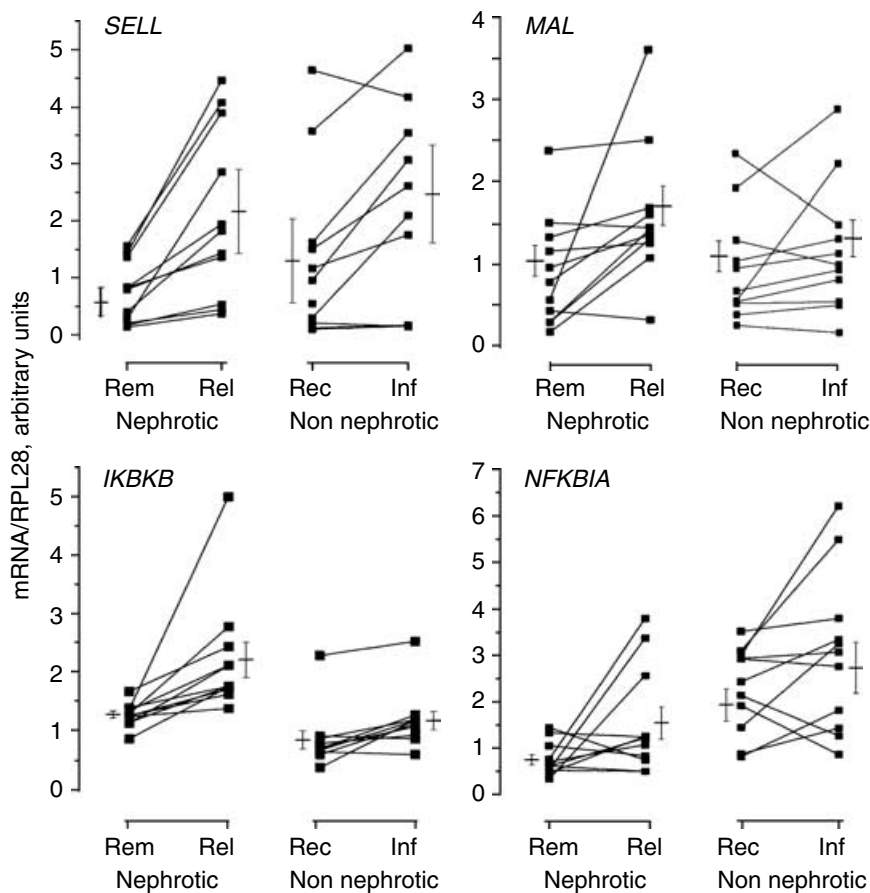 SELL
5
4
3
2
1
0
Rem Rel Rec Inf
Nephrotic Non nephrotic
MAL
4
3
2
1
0
Rem Rel Rec Inf
Nephrotic Non nephrotic
mRNA/RPL28, arbitrary units
IKBKB
5
4
3
2
1
0
Rem Rel Rec Inf
Nephrotic Non nephrotic
NFKBIA
7
6
5
4
3
2
1
0
Rem Rel Rec Inf
Nephrotic Non nephrotic